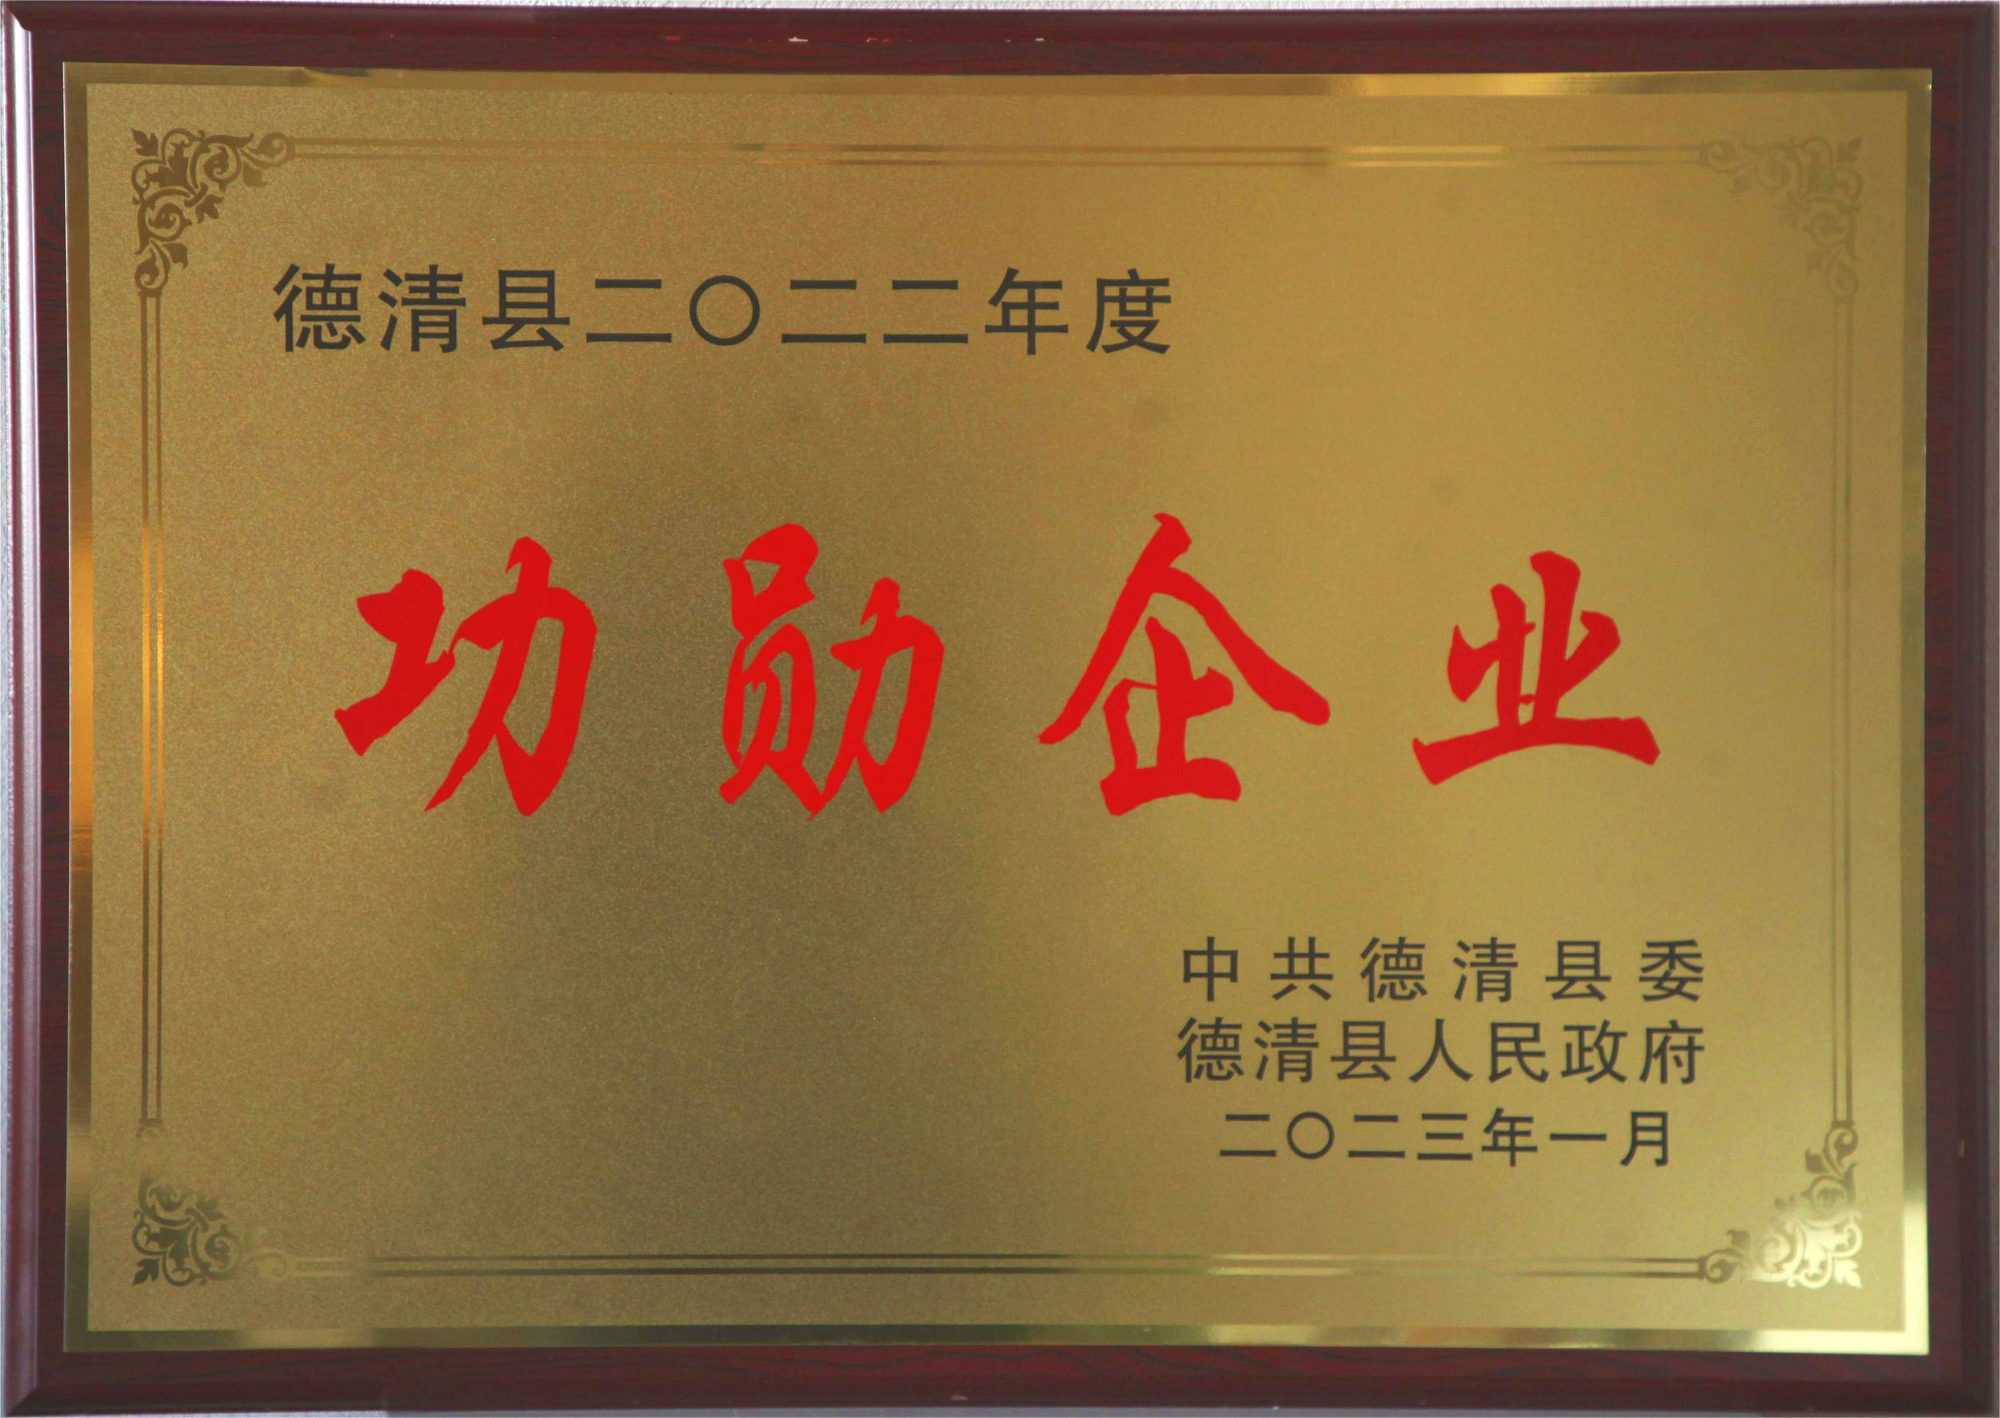 德清县二〇二二年度
功勋企业
中共德清县委
德清县人民政府
二〇二三年一月